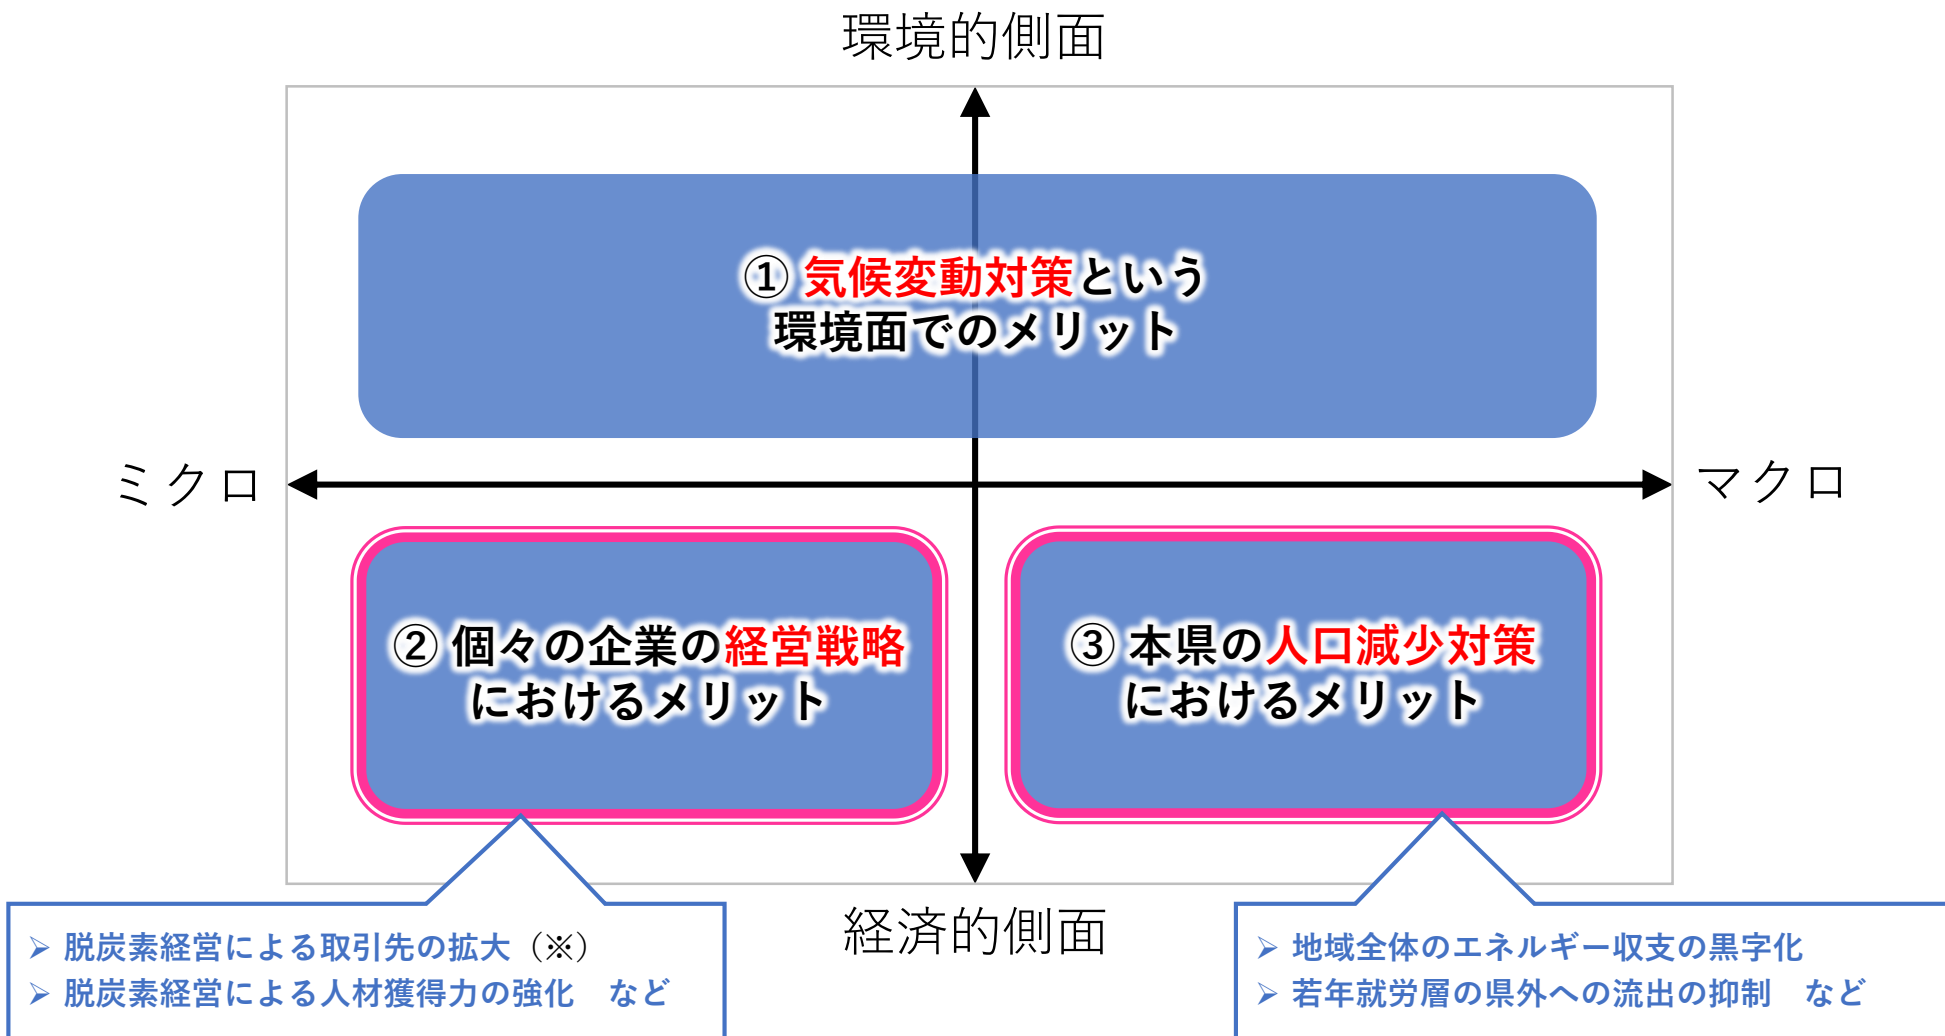 環境的側面
① 気候変動対策という
環境面でのメリット
ミクロ
マクロ
② 個々の企業の経営戦略
におけるメリット
③ 本県の人口減少対策
におけるメリット
経済的側面
➢ 脱炭素経営による取引先の拡大（※）
➢ 脱炭素経営による人材獲得力の強化　など
➢ 地域全体のエネルギー収支の黒字化
➢ 若年就労層の県外への流出の抑制　など